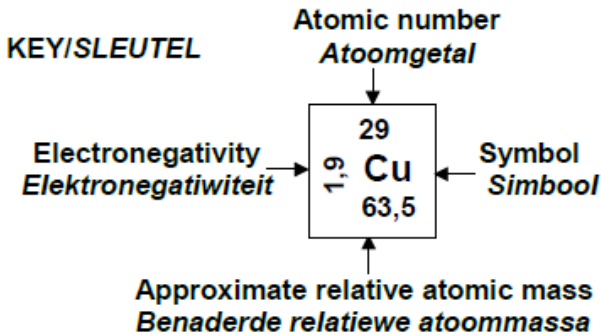 Atomic number
KEY/SLEUTEL
Atoomgetal
29
Electronegativity
Elektronegatiwiteit
1,9
Cu
Symbol
Simbool
63,5
Approximate relative atomic mass
Benaderde relatiewe atoommassa